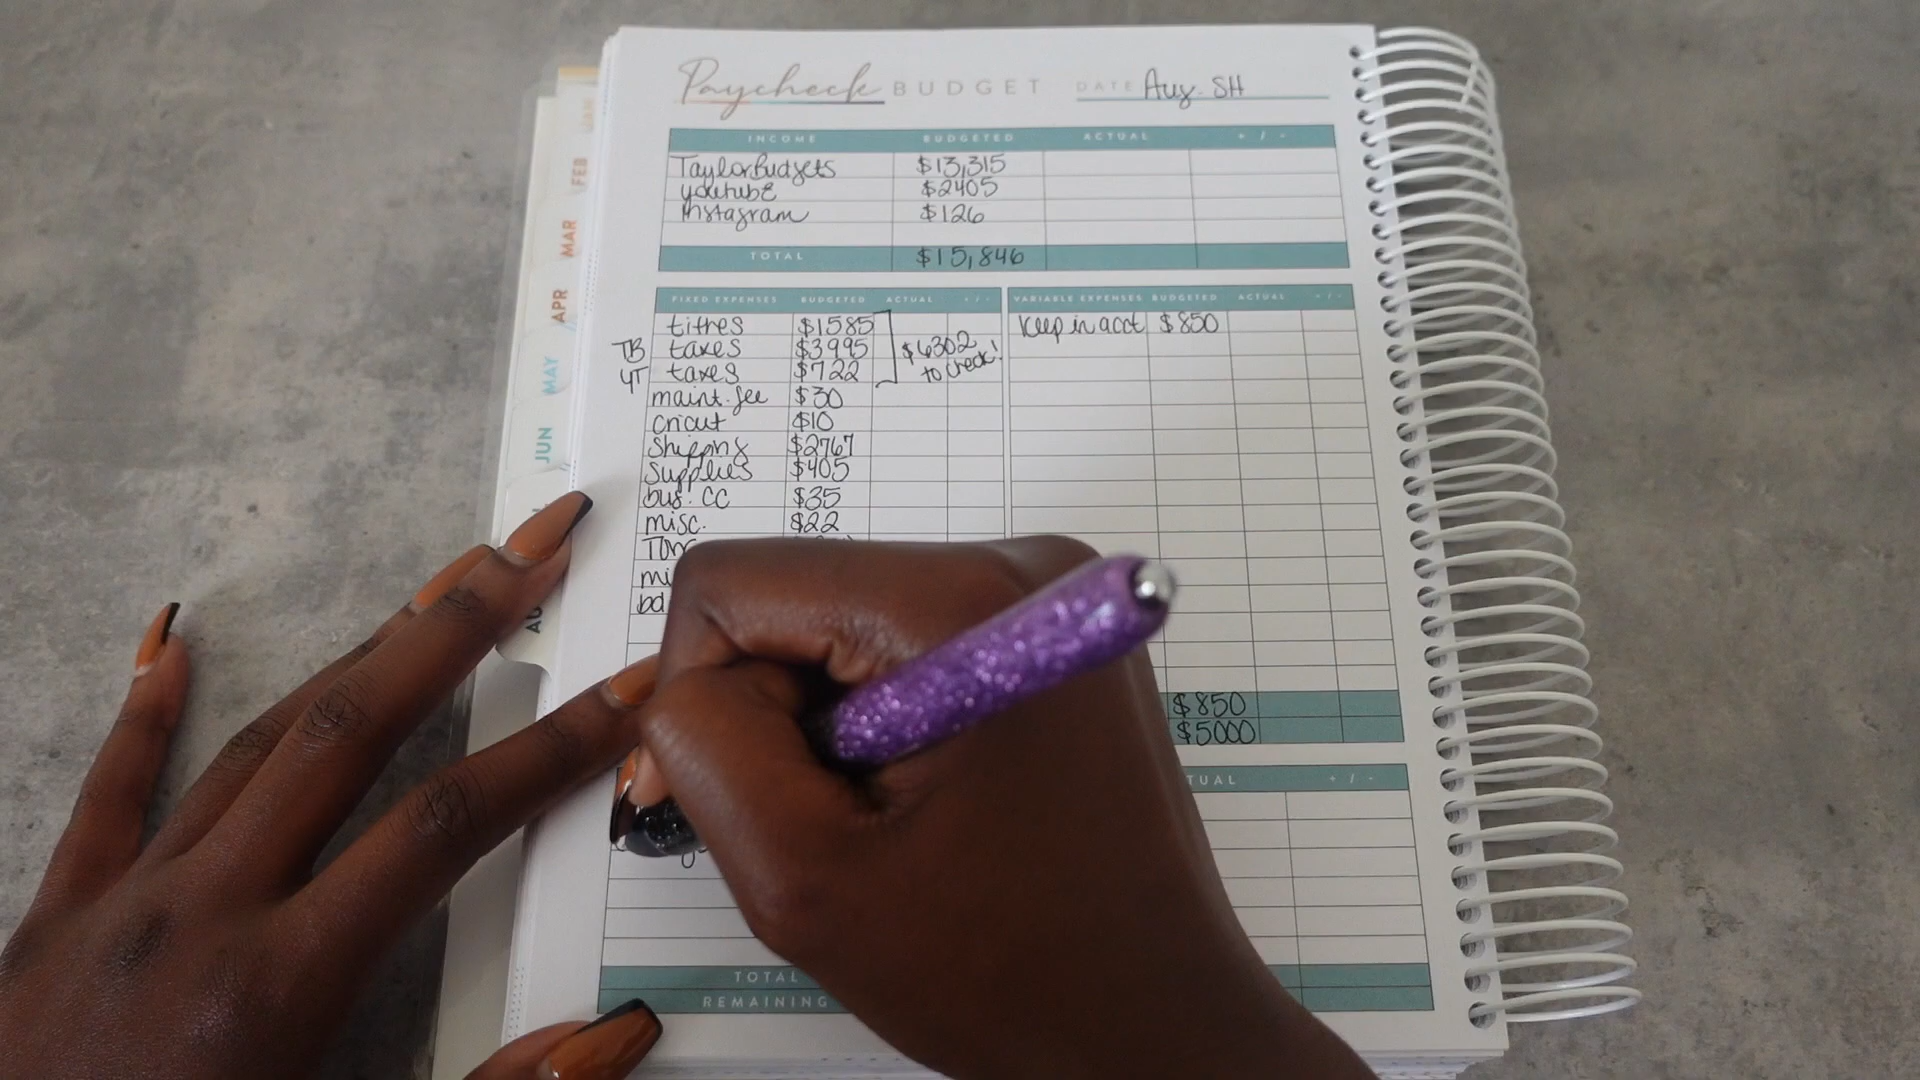 Paycheck BUDGET DATE Aug. SH
INCOME BUDGETED ACTUAL + / -
TaylorBudgets $13,315
youtube $2405
Instagram $126
TOTAL $15,846
FIXED EXPENSES BUDGETED ACTUAL + / -
tithes $1585
TB taxes $3995
YT taxes $722
$6302 to check!
maint. fee $30
cricut $10
Shipping $2767
Supplies $405
bus. CC $35
misc. $22
VARIABLE EXPENSES BUDGETED ACTUAL + / -
Keep in acct $850
$850
$5000
+ / -
TOTAL
REMAINING
JAN
FEB
MAR
APR
MAY
JUN